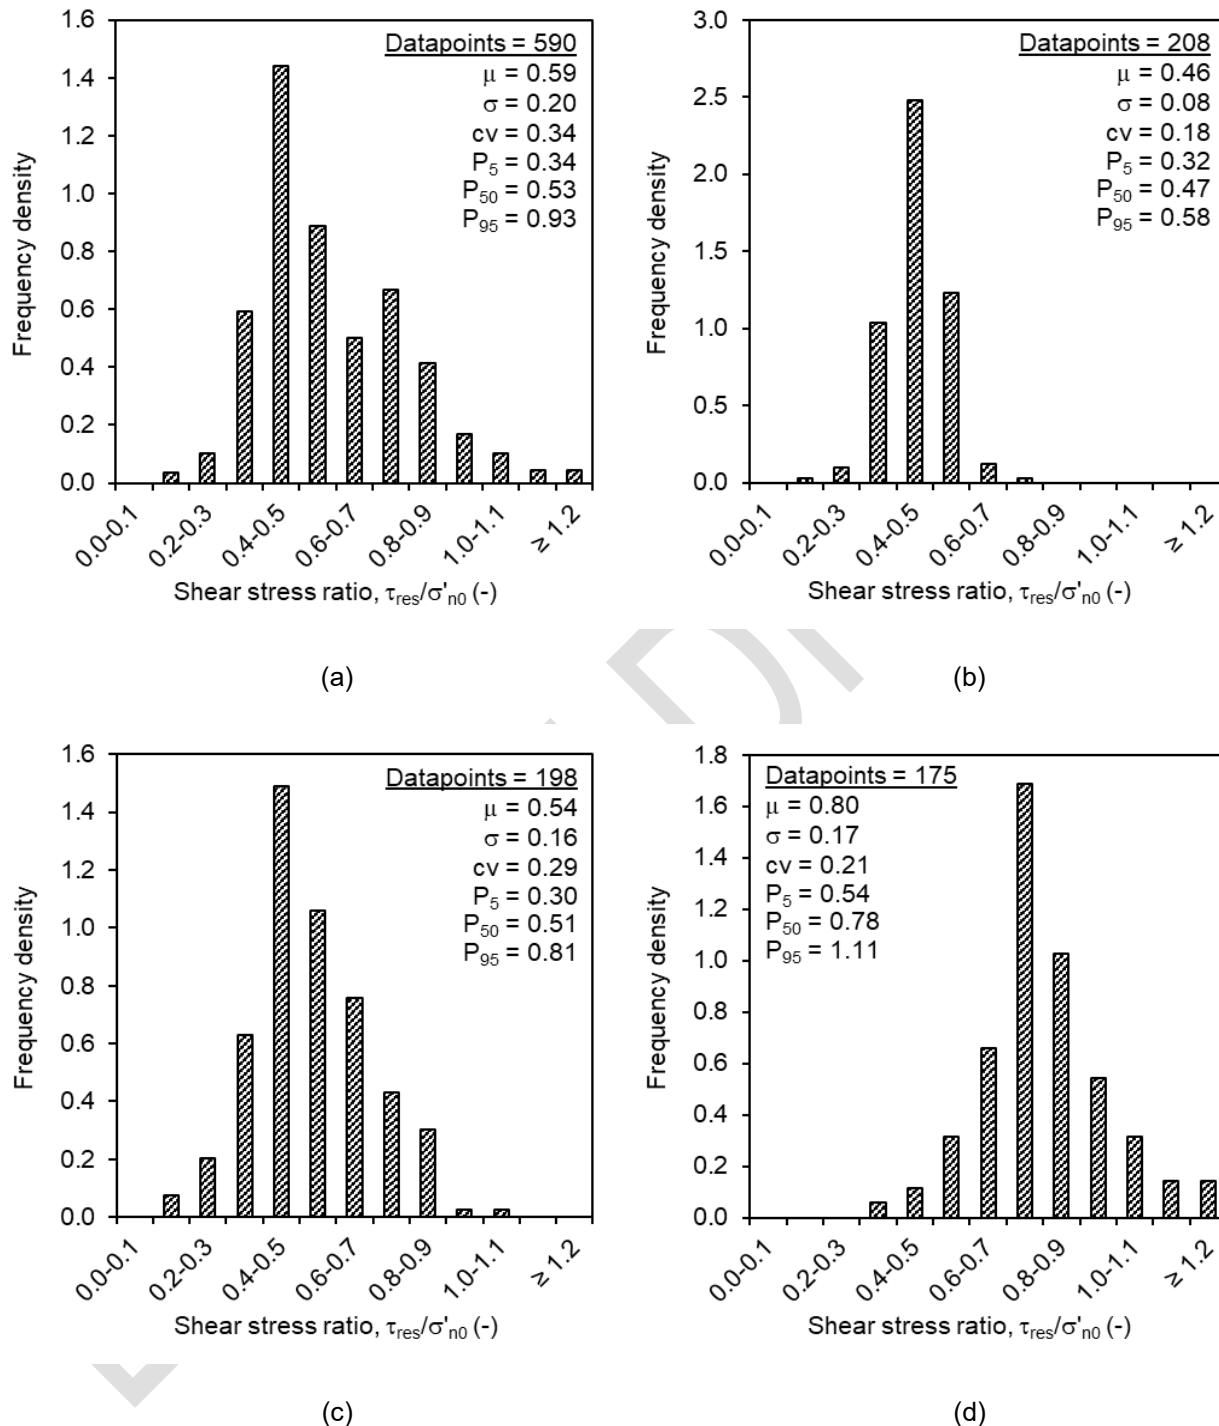 1.6
1.4
1.2
1.0
0.8
0.6
0.4
0.2
0.0
Frequency density
Datapoints = 590
μ = 0.59
σ = 0.20
cv = 0.34
P5 = 0.34
P50 = 0.53
P95 = 0.93
0.0-0.1
0.2-0.3
0.4-0.5
0.6-0.7
0.8-0.9
1.0-1.1
≥ 1.2
Shear stress ratio, τres/σ'n0 (-)
(a)
3.0
2.5
2.0
1.5
1.0
0.5
0.0
Frequency density
Datapoints = 208
μ = 0.46
σ = 0.08
cv = 0.18
P5 = 0.32
P50 = 0.47
P95 = 0.58
0.0-0.1
0.2-0.3
0.4-0.5
0.6-0.7
0.8-0.9
1.0-1.1
≥ 1.2
Shear stress ratio, τres/σ'n0 (-)
(b)
1.6
1.4
1.2
1.0
0.8
0.6
0.4
0.2
0.0
Frequency density
Datapoints = 198
μ = 0.54
σ = 0.16
cv = 0.29
P5 = 0.30
P50 = 0.51
P95 = 0.81
0.0-0.1
0.2-0.3
0.4-0.5
0.6-0.7
0.8-0.9
1.0-1.1
≥ 1.2
Shear stress ratio, τres/σ'n0 (-)
(c)
1.8
1.6
1.4
1.2
1.0
0.8
0.6
0.4
0.2
0.0
Frequency density
Datapoints = 175
μ = 0.80
σ = 0.17
cv = 0.21
P5 = 0.54
P50 = 0.78
P95 = 1.11
0.0-0.1
0.2-0.3
0.4-0.5
0.6-0.7
0.8-0.9
1.0-1.1
≥ 1.2
Shear stress ratio, τres/σ'n0 (-)
(d)